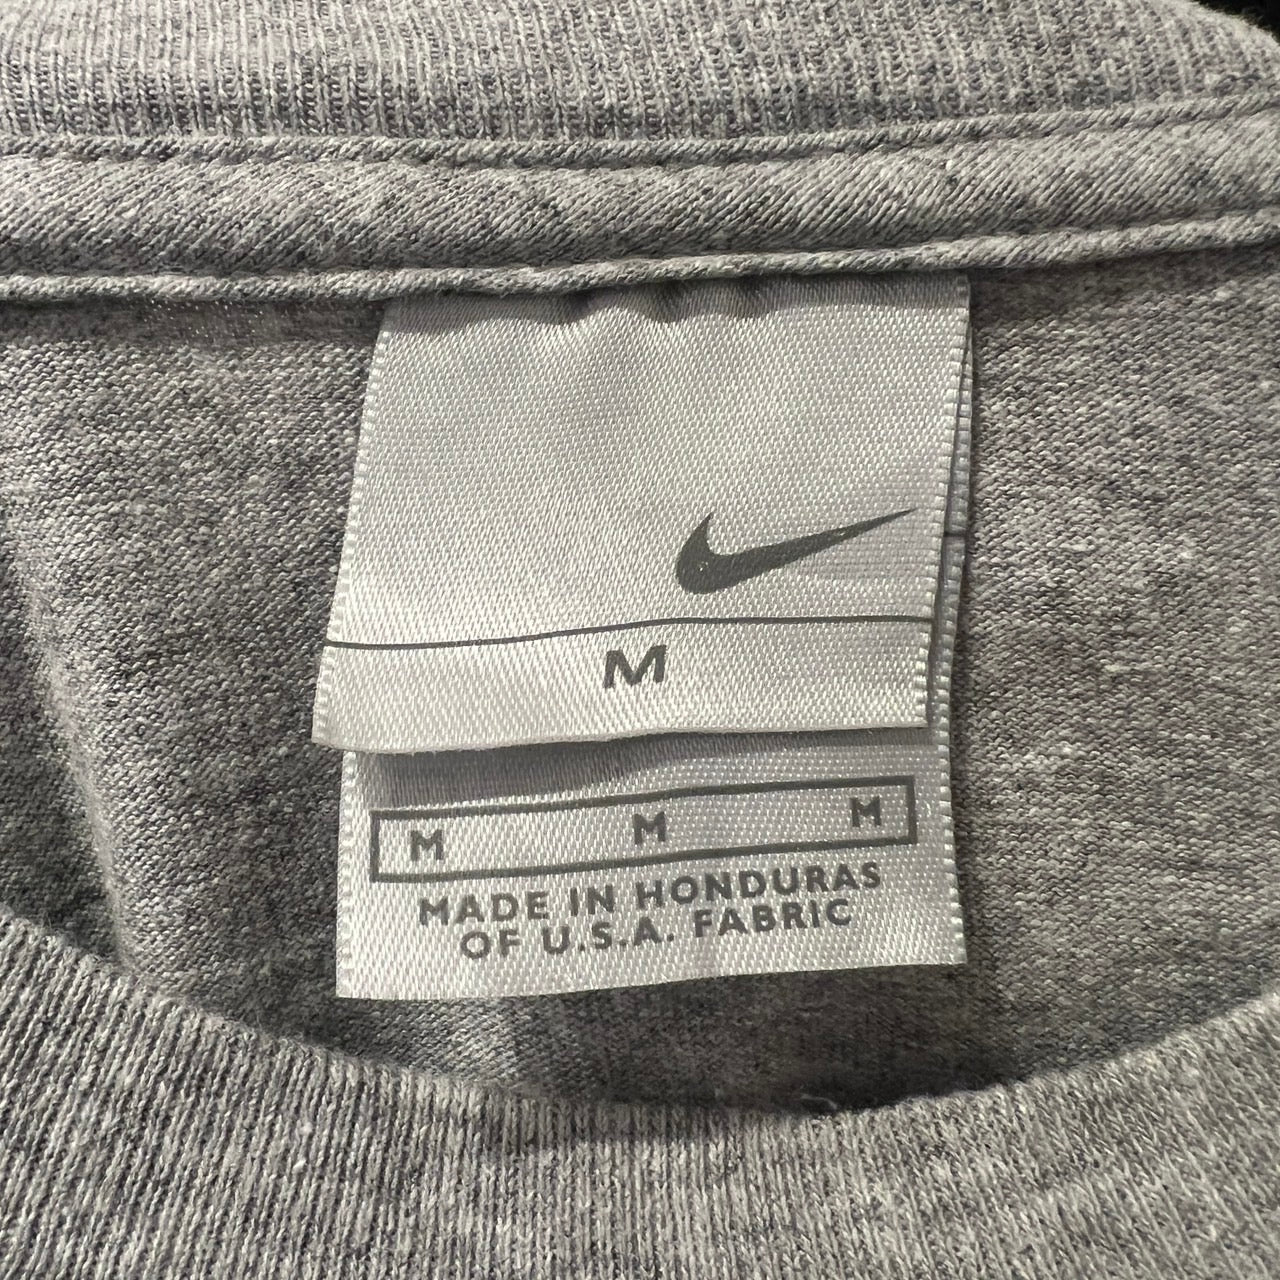 M
M M M
MADE IN HONDURAS
OF U.S.A. FABRIC